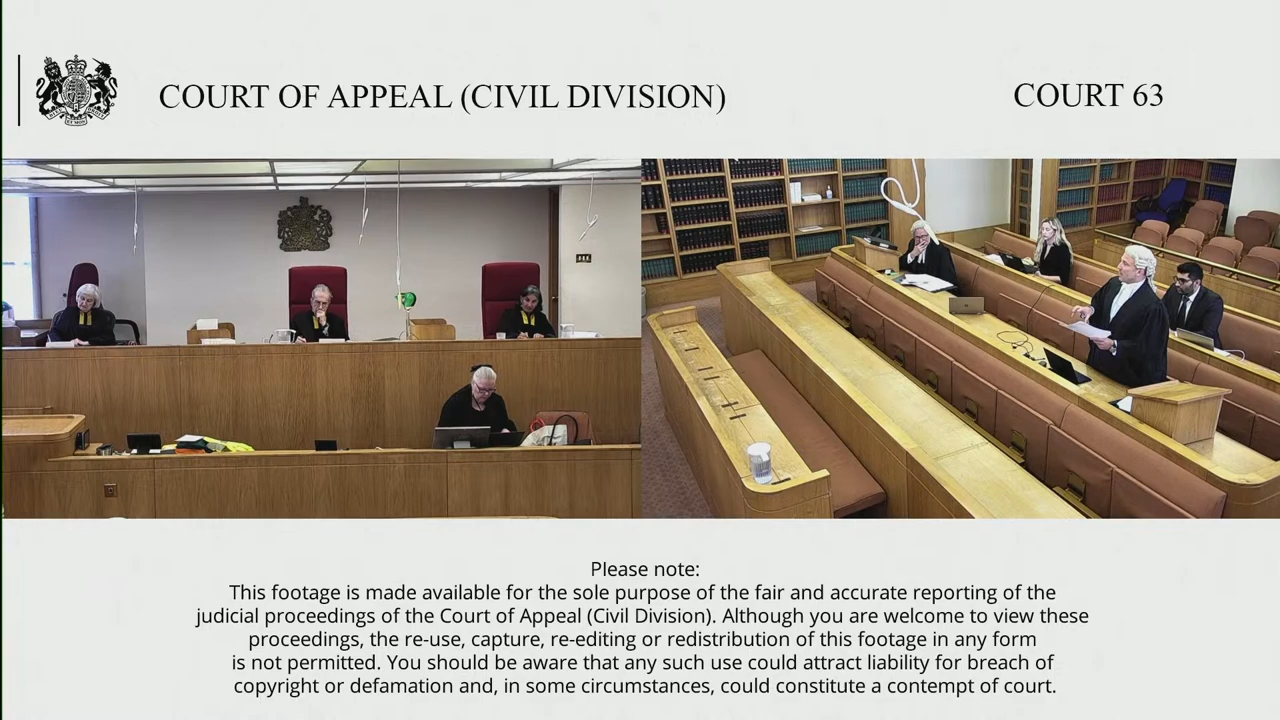 COURT OF APPEAL (CIVIL DIVISION)
COURT 63
Please note:
This footage is made available for the sole purpose of the fair and accurate reporting of the
judicial proceedings of the Court of Appeal (Civil Division). Although you are welcome to view these
proceedings, the re-use, capture, re-editing or redistribution of this footage in any form
is not permitted. You should be aware that any such use could attract liability for breach of
copyright or defamation and, in some circumstances, could constitute a contempt of court.